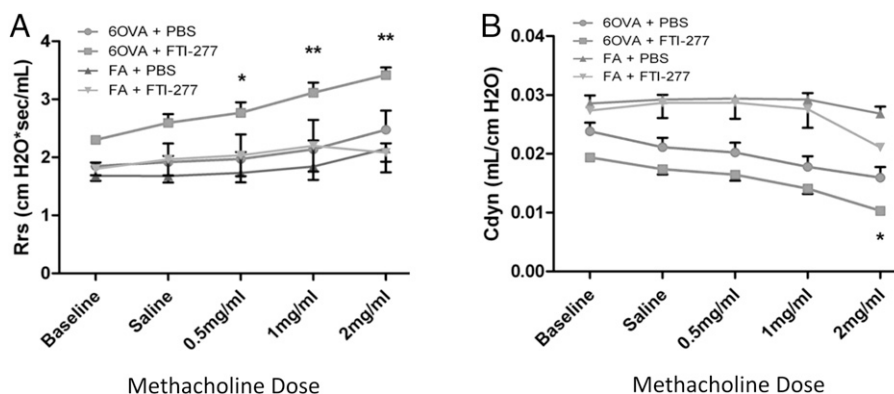 A
6OVA + PBS
6OVA + FTI-277
FA + PBS
FA + FTI-277
*
**
**
Rrs (cm H2O*sec/mL)
4
3
2
1
0
Baseline
Saline
0.5mg/ml
1mg/ml
2mg/ml
Methacholine Dose
B
6OVA + PBS
6OVA + FTI-277
FA + PBS
FA + FTI-277
Cdyn (mL/cm H2O)
0.04
0.03
0.02
0.01
0.00
*
Baseline
Saline
0.5mg/ml
1mg/ml
2mg/ml
Methacholine Dose